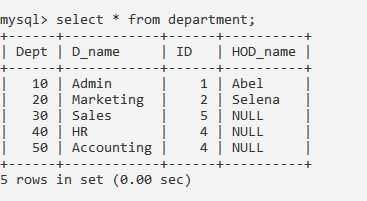 mysql> select * from department;
+------+------------+------+----------+
| Dept | D_name     | ID   | HOD_name |
+------+------------+------+----------+
|   10 | Admin      |    1 | Abel     |
|   20 | Marketing  |    2 | Selena   |
|   30 | Sales      |    5 | NULL     |
|   40 | HR         |    4 | NULL     |
|   50 | Accounting |    4 | NULL     |
+------+------------+------+----------+
5 rows in set (0.00 sec)